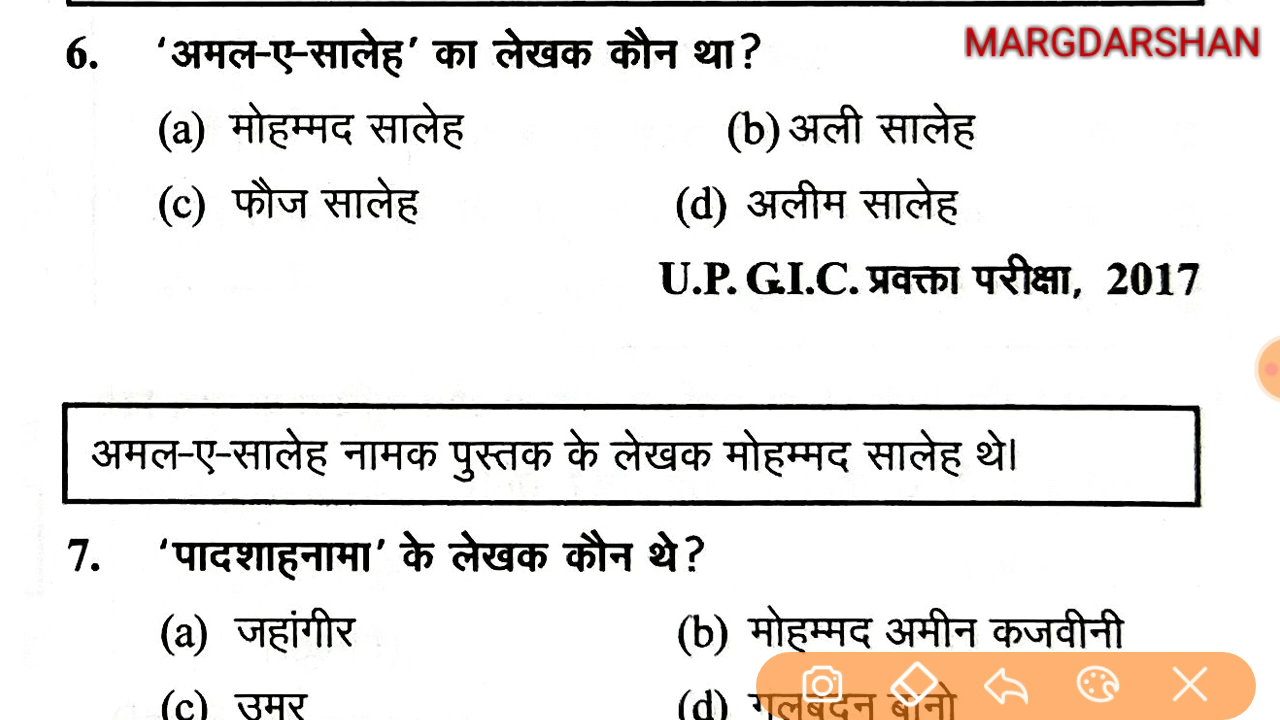 MARGDARSHAN
6. ‘अमल-ए-सालेह’ का लेखक कौन था?
(a) मोहम्मद सालेह (b) अली सालेह
(c) फौज सालेह (d) अलीम सालेह
U.P. G.I.C. प्रवक्ता परीक्षा, 2017
अमल-ए-सालेह नामक पुस्तक के लेखक मोहम्मद सालेह थे।
7. ‘पादशाहनामा’ के लेखक कौन थे?
(a) जहांगीर (b) मोहम्मद अमीन कजवीनी
(c) उमर (d) गुलबदन बानो